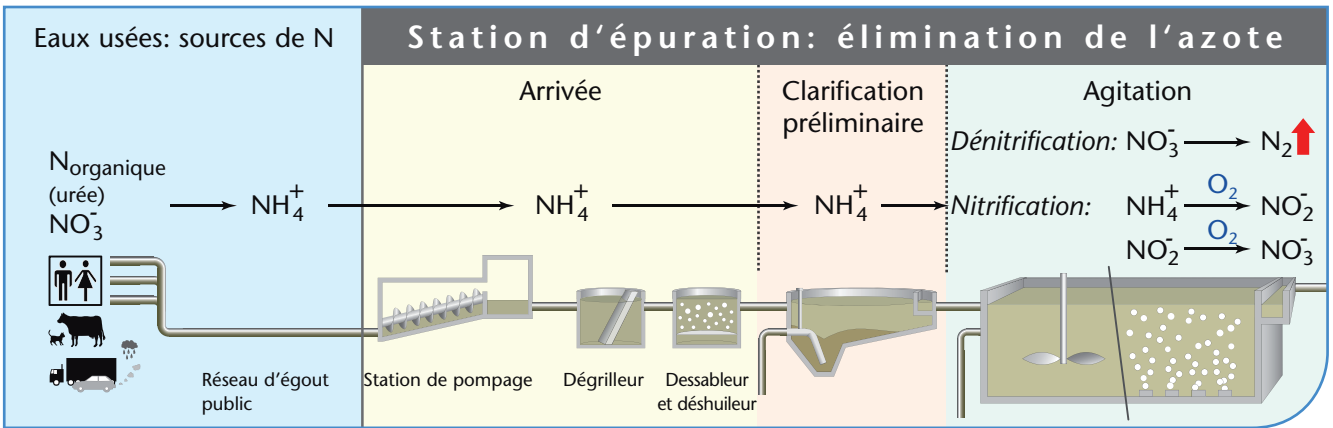 Eaux usées: sources de N
Station d'épuration: élimination de l'azote
Arrivée
Clarification
préliminaire
Agitation
Dénitrification: NO₃⁻ → N₂
N organique
(urée)
NO₃⁻
→ NH₄⁺ → NH₄⁺ → NH₄⁺ →
Nitrification: NH₄⁺ O₂ → NO₂⁻
NO₂⁻ O₂ → NO₃⁻
Réseau d'égout
public
Station de pompage
Dégrilleur
Dessableur
et déshuileur